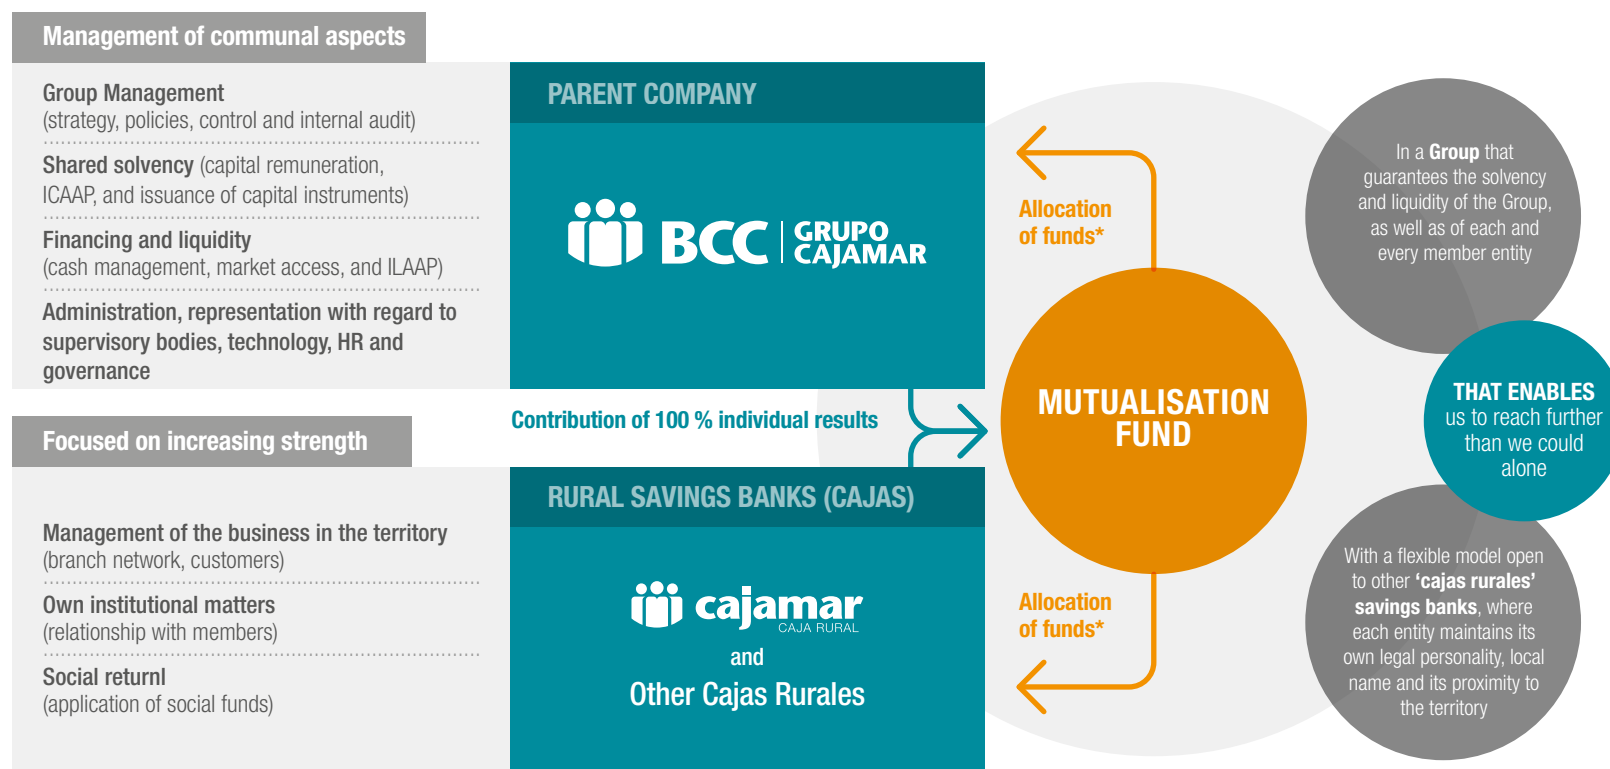 Management of communal aspects
Group Management
(strategy, policies, control and internal audit)
Shared solvency (capital remuneration,
ICAAP, and issuance of capital instruments)
Financing and liquidity
(cash management, market access, and ILAAP)
Administration, representation with regard to
supervisory bodies, technology, HR and
governance
PARENT COMPANY
BCC GRUPO
CAJAMAR
Contribution of 100 % individual results
Focused on increasing strength
Management of the business in the territory
(branch network, customers)
Own institutional matters
(relationship with members)
Social returnl
(application of social funds)
RURAL SAVINGS BANKS (CAJAS)
cajamar
CAJA RURAL
and
Other Cajas Rurales
Allocation
of funds*
MUTUALISATION
FUND
Allocation
of funds*
In a Group that
guarantees the solvency
and liquidity of the Group,
as well as of each and
every member entity
THAT ENABLES
us to reach further
than we could
alone
With a flexible model open
to other ‘cajas rurales’
savings banks, where
each entity maintains its
own legal personality, local
name and its proximity to
the territory